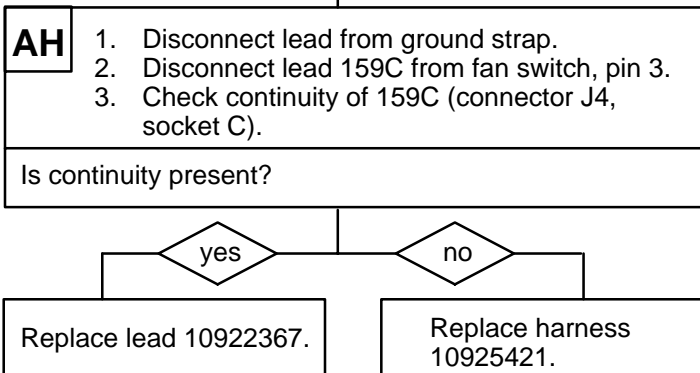 AH
1. Disconnect lead from ground strap.
2. Disconnect lead 159C from fan switch, pin 3.
3. Check continuity of 159C (connector J4,
socket C).
Is continuity present?
yes
no
Replace lead 10922367.
Replace harness
10925421.